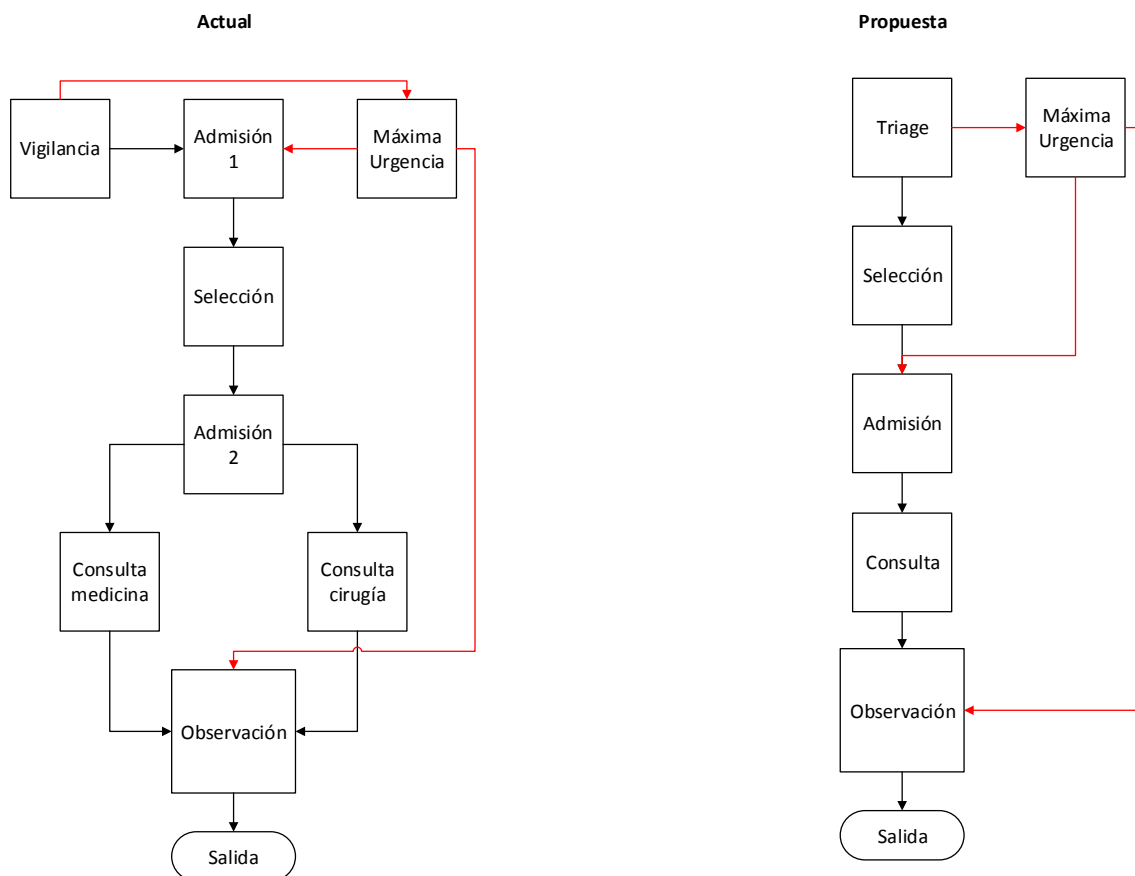 Actual
Vigilancia
Admisión
1
Máxima
Urgencia
Selección
Admisión
2
Consulta
medicina
Consulta
cirugía
Observación
Salida
Propuesta
Triage
Máxima
Urgencia
Selección
Admisión
Consulta
Observación
Salida